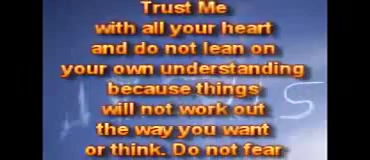 Trust Me
with all your heart
and do not lean on
your own understanding
because things
will not work out
the way you want
or think. Do not fear